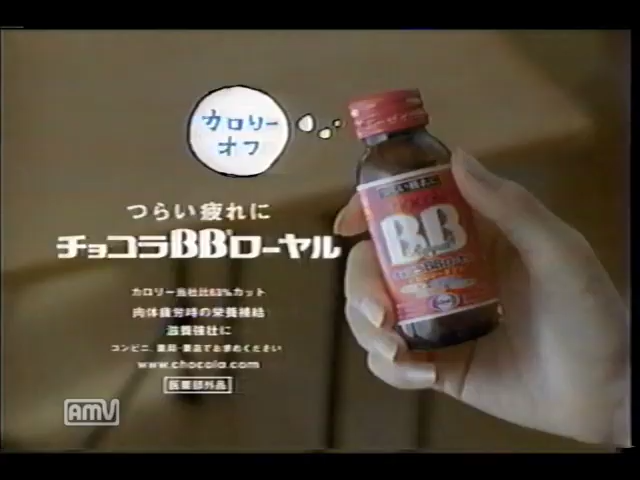 カロリー
オフ
つらい疲れに
チョコラBB®ローヤル
カロリー当社比63%カット
肉体疲労時の栄養補給
滋養強壮に
コンビニ、薬局・薬店でお求めください
www.chocola.com
医薬部外品
BB
AMV